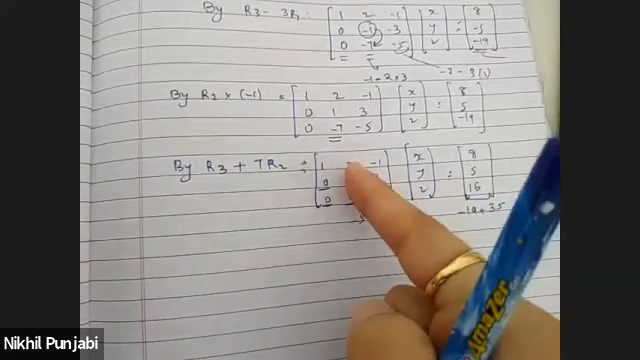 By R3 - 3R1 : [ 1 2 -1 ] [ x ] = [ 8 ]
[ 0 -1 -3 ] [ y ] [ -5 ]
[ 0 -7 -5 ] [ z ] [ -19 ]
-1-2×3 -2-3(1)
By R2 × (-1) = [ 1 2 -1 ] [ x ] = [ 8 ]
[ 0 1 3 ] [ y ] [ 5 ]
[ 0 -7 -5 ] [ z ] [ -19 ]
By R3 + 7R2 : [ 1 -1 ] [ x ] = [ 8 ]
[ 0 ] [ y ] [ 5 ]
[ 0 ] [ z ] [ 16 ]
-19+35
Amazer
Nikhil Punjabi